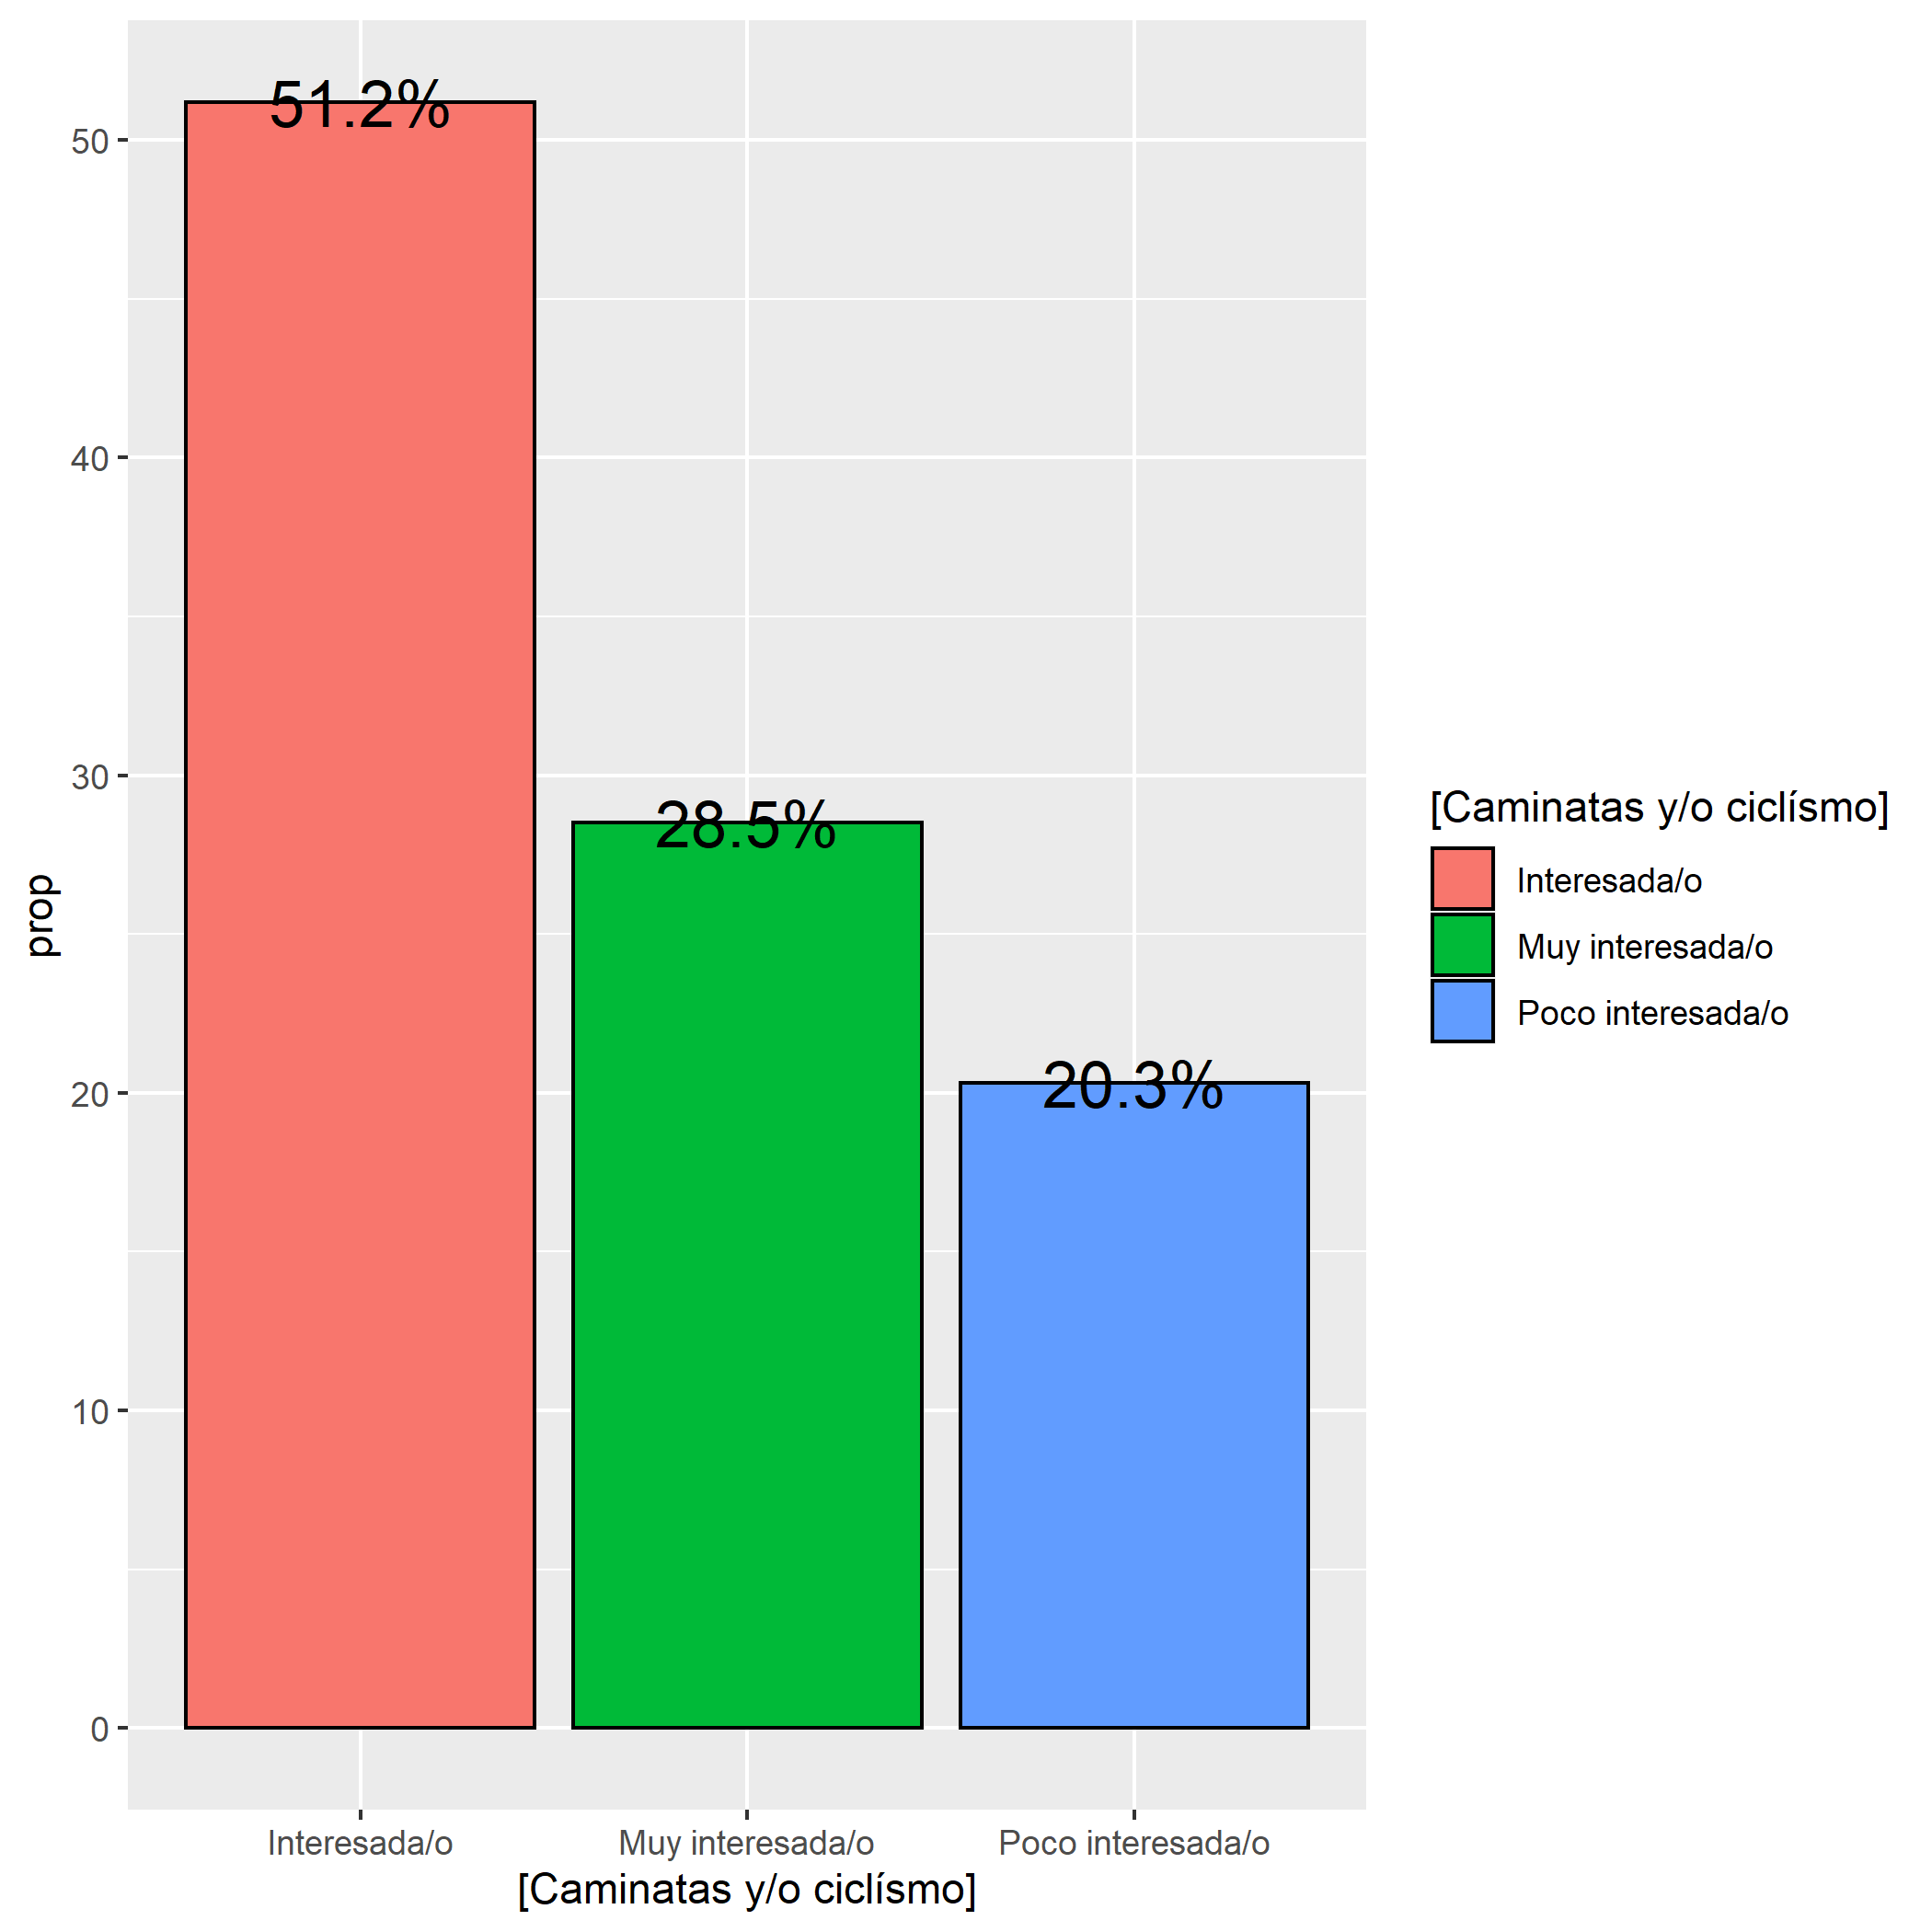 51.2%
28.5%
20.3%
50
40
30
20
10
0
prop
Interesada/o
Muy interesada/o
Poco interesada/o
[Caminatas y/o ciclísmo]
[Caminatas y/o ciclísmo]
Interesada/o
Muy interesada/o
Poco interesada/o